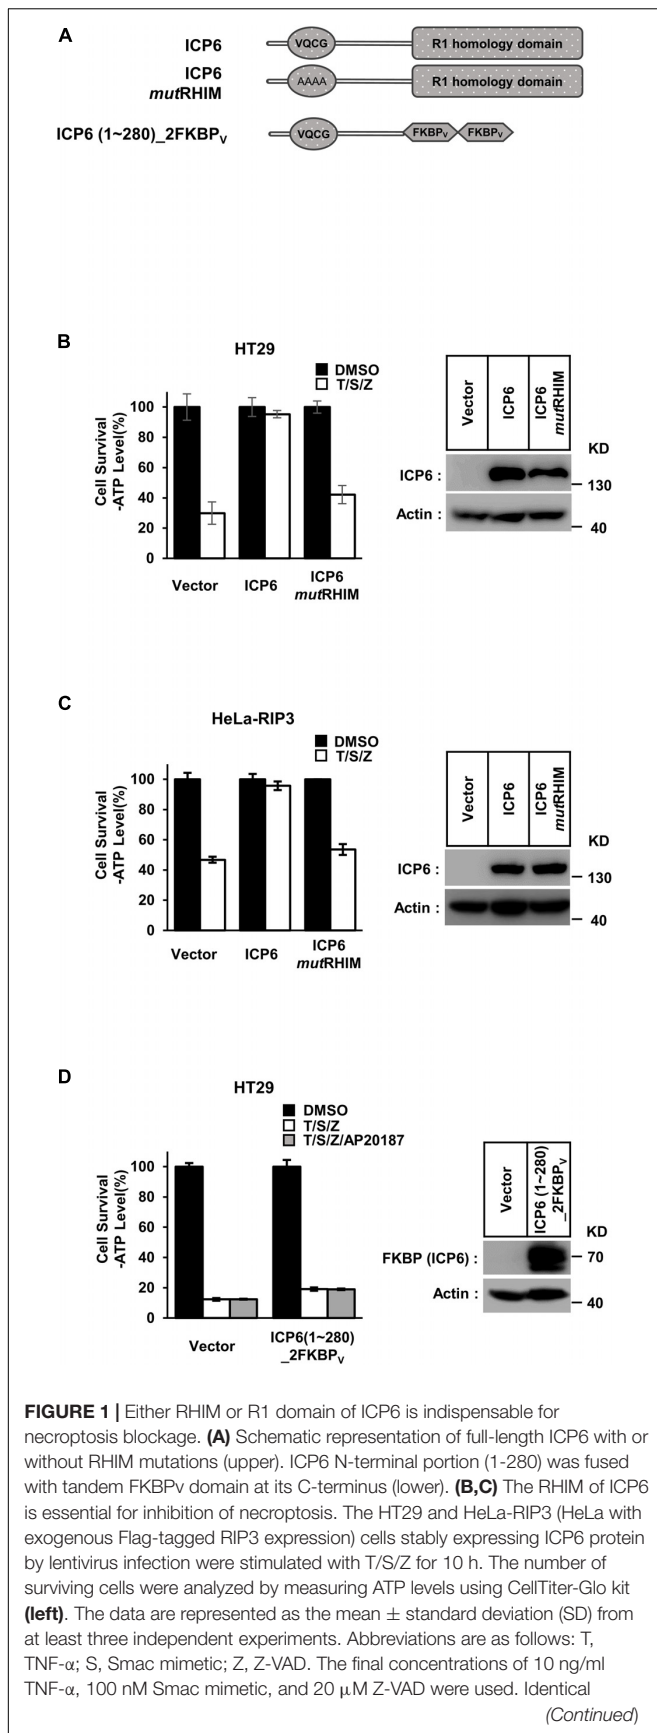 A
ICP6
VQCG
R1 homology domain
ICP6
mutRHIM
AAAA
R1 homology domain
ICP6 (1~280)_2FKBPV
VQCG
FKBPV
FKBPV
B
HT29
DMSO
T/S/Z
Cell Survival
-ATP Level(%)
100
80
60
40
20
0
Vector
ICP6
ICP6
mutRHIM
Vector
ICP6
ICP6
mutRHIM
KD
ICP6 :
130
Actin :
40
C
HeLa-RIP3
DMSO
T/S/Z
Cell Survival
-ATP Level(%)
100
80
60
40
20
0
Vector
ICP6
ICP6
mutRHIM
Vector
ICP6
ICP6
mutRHIM
KD
ICP6 :
130
Actin :
40
D
HT29
DMSO
T/S/Z
T/S/Z/AP20187
Cell Survival
-ATP Level(%)
100
80
60
40
20
0
Vector
ICP6(1~280)
_2FKBPV
Vector
ICP6 (1~280)
_2FKBPV
KD
FKBP (ICP6) :
70
Actin :
40
FIGURE 1 | Either RHIM or R1 domain of ICP6 is indispensable for
necroptosis blockage. (A) Schematic representation of full-length ICP6 with or
without RHIM mutations (upper). ICP6 N-terminal portion (1-280) was fused
with tandem FKBPv domain at its C-terminus (lower). (B,C) The RHIM of ICP6
is essential for inhibition of necroptosis. The HT29 and HeLa-RIP3 (HeLa with
exogenous Flag-tagged RIP3 expression) cells stably expressing ICP6 protein
by lentivirus infection were stimulated with T/S/Z for 10 h. The number of
surviving cells were analyzed by measuring ATP levels using CellTiter-Glo kit
(left). The data are represented as the mean ± standard deviation (SD) from
at least three independent experiments. Abbreviations are as follows: T,
TNF-α; S, Smac mimetic; Z, Z-VAD. The final concentrations of 10 ng/ml
TNF-α, 100 nM Smac mimetic, and 20 μM Z-VAD were used. Identical
(Continued)